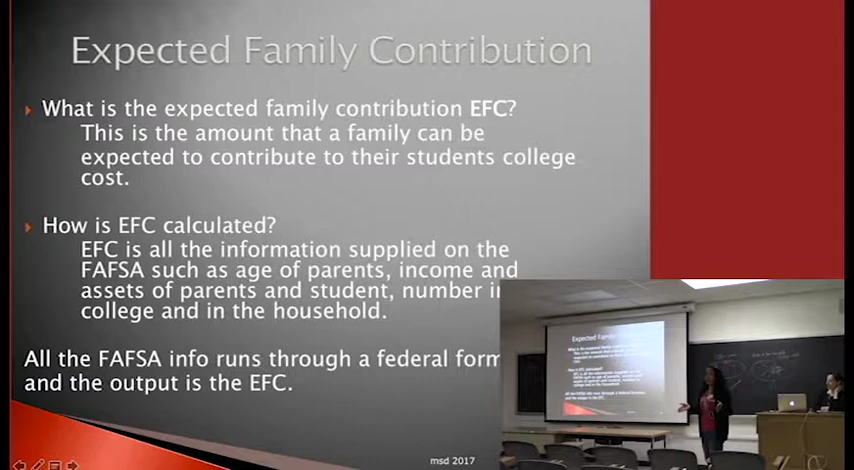 Expected Family Contribution
What is the expected family contribution EFC?
This is the amount that a family can be
expected to contribute to their students college
cost.
How is EFC calculated?
EFC is all the information supplied on the
FAFSA such as age of parents, income and
assets of parents and student, number in
college and in the household.
All the FAFSA info runs through a federal form
and the output is the EFC.
msd 2017